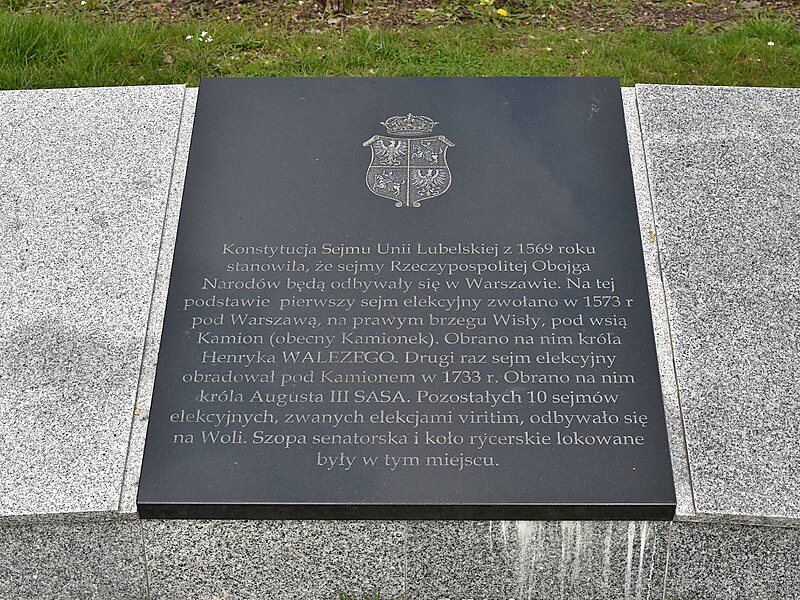 Konstytucja Sejmu Unii Lubelskiej z 1569 roku
stanowiła, że sejmy Rzeczypospolitej Obojga
Narodów będą odbywały się w Warszawie. Na tej
podstawie pierwszy sejm elekcyjny zwołano w 1573 r
pod Warszawą, na prawym brzegu Wisły, pod wsią
Kamion (obecny Kamionek). Obrano na nim króla
Henryka WALEZEGO. Drugi raz sejm elekcyjny
obradował pod Kamionem w 1733 r. Obrano na nim
króla Augusta III SASA. Pozostałych 10 sejmów
elekcyjnych, zwanych elekcjami viritim, odbywało się
na Woli. Szopa senatorska i koło rycerskie lokowane
były w tym miejscu.